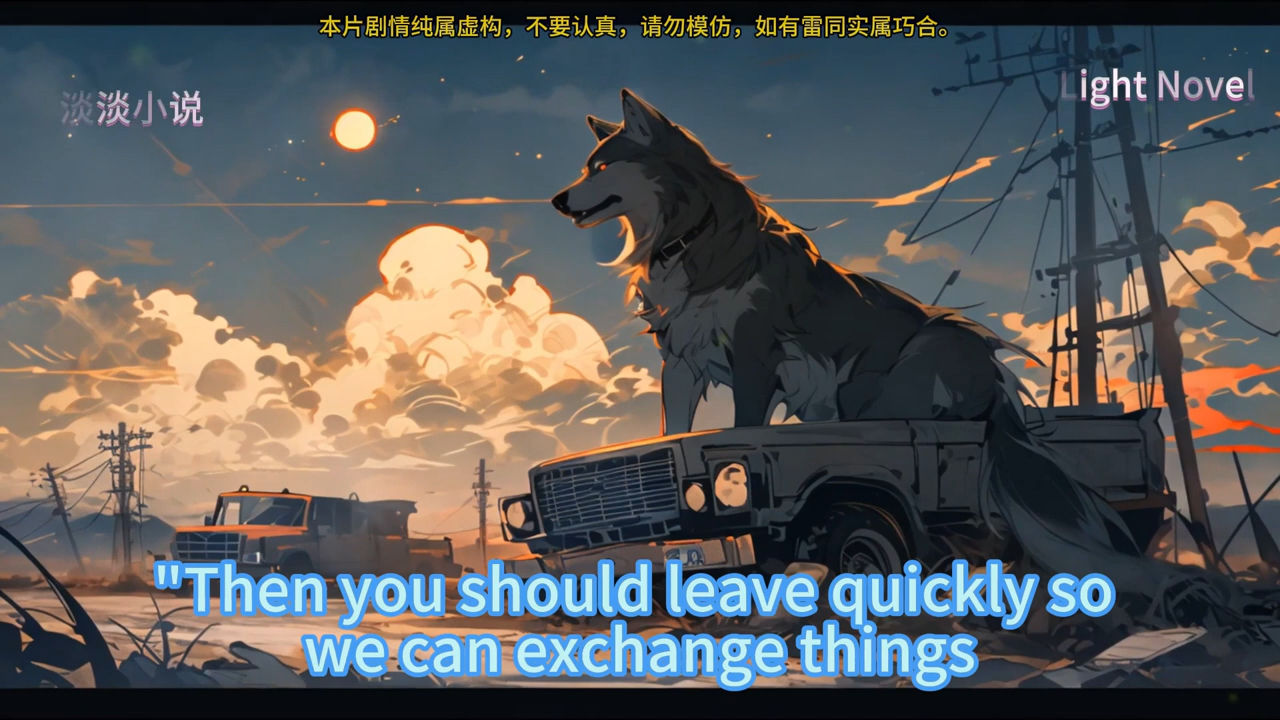 本片剧情纯属虚构，不要认真，请勿模仿，如有雷同实属巧合。
淡淡小说
Light Novel
"Then you should leave quickly so
we can exchange things